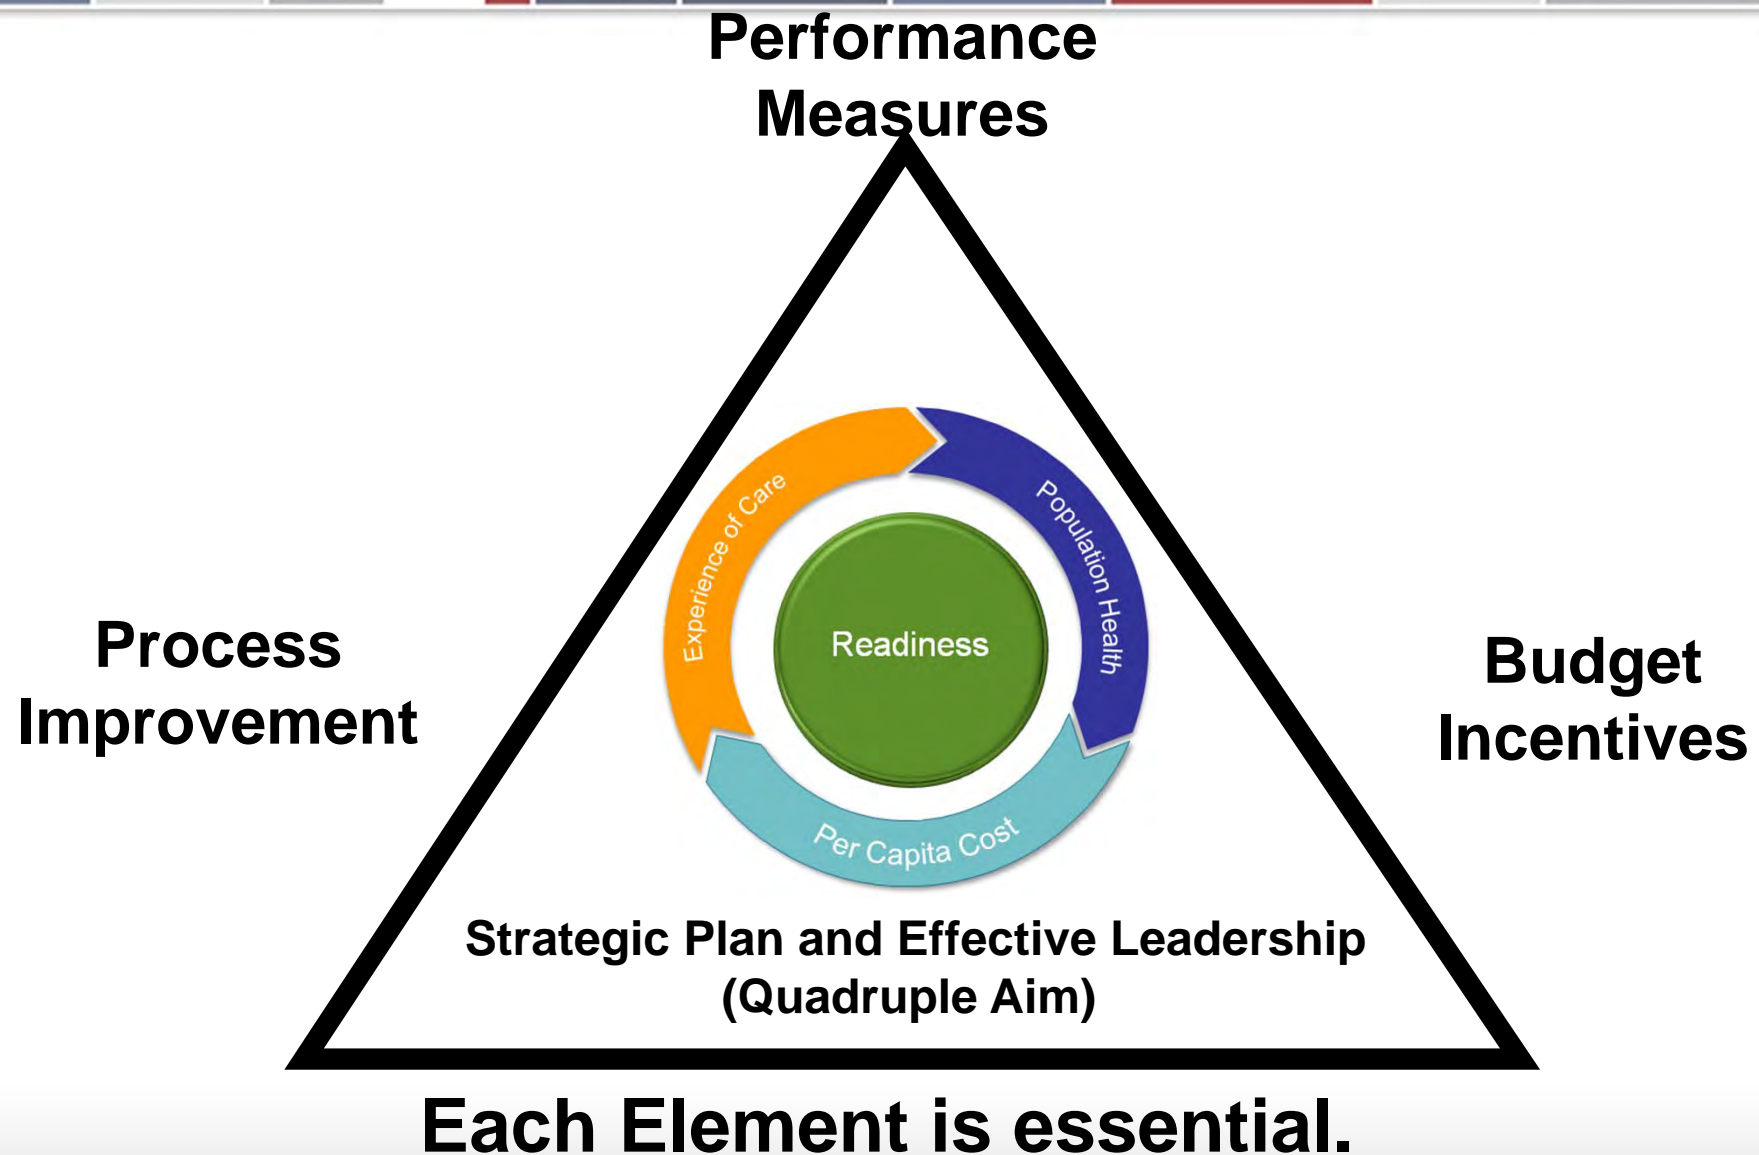 Performance
Measures
Experience of Care
Population Health
Readiness
Per Capita Cost
Process
Improvement
Budget
Incentives
Strategic Plan and Effective Leadership
(Quadruple Aim)
Each Element is essential.